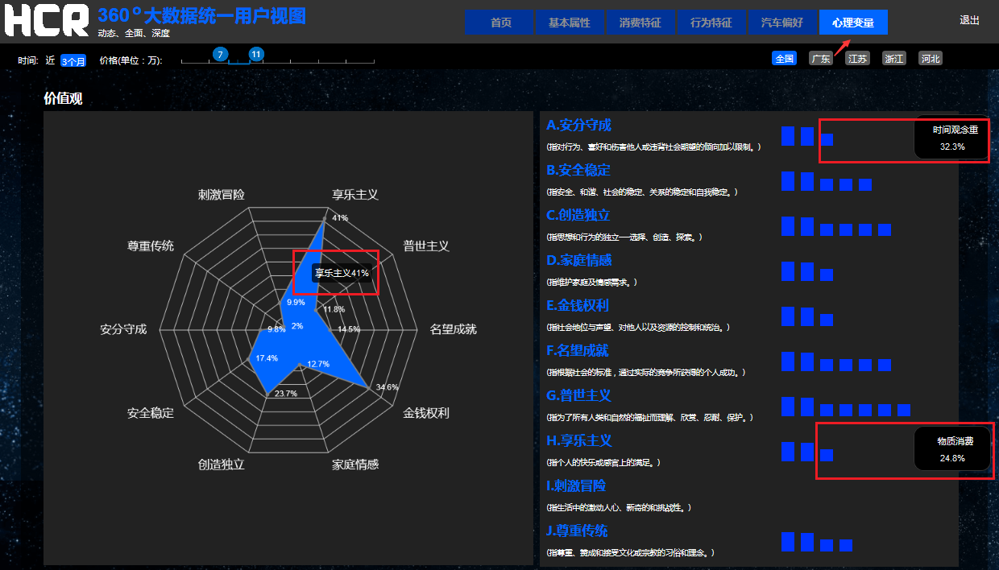 HCR
360°大数据统一用户视图
动态、全面、深度
首页
基本属性
消费特征
行为特征
汽车偏好
心理变量
退出
时间: 近 3个月
价格(单位：万):
7
11
全国
广东
江苏
浙江
河北
价值观
刺激冒险
享乐主义
尊重传统
普世主义
安分守成
名望成就
安全稳定
金钱权利
创造独立
家庭情感
41%
享乐主义41%
9.9%
11.8%
9.8%
2%
14.5%
17.4%
12.7%
23.7%
34.6%
A.安分守成
(指对行为、喜好和伤害他人或违背社会期望的倾向加以限制。)
时间观念重
32.3%
B.安全稳定
(指安全、和谐、社会的稳定、关系的稳定和自我稳定。)
C.创造独立
(指思想和行为的独立——选择、创造、探索。)
D.家庭情感
(指维护家庭及情感需求。)
E.金钱权利
(指社会地位与声望、对他人以及资源的控制和统治。)
F.名望成就
(指根据社会的标准，通过实际的竞争所获得的个人成功。)
G.普世主义
(指为了所有人类和自然的福祉而理解、欣赏、忍耐、保护。)
H.享乐主义
(指个人的快乐或感官上的满足。)
物质消费
24.8%
I.刺激冒险
(指生活中的激动人心、新奇的和挑战性。)
J.尊重传统
(指尊重、赞成和接受文化或宗教的习俗和理念。)